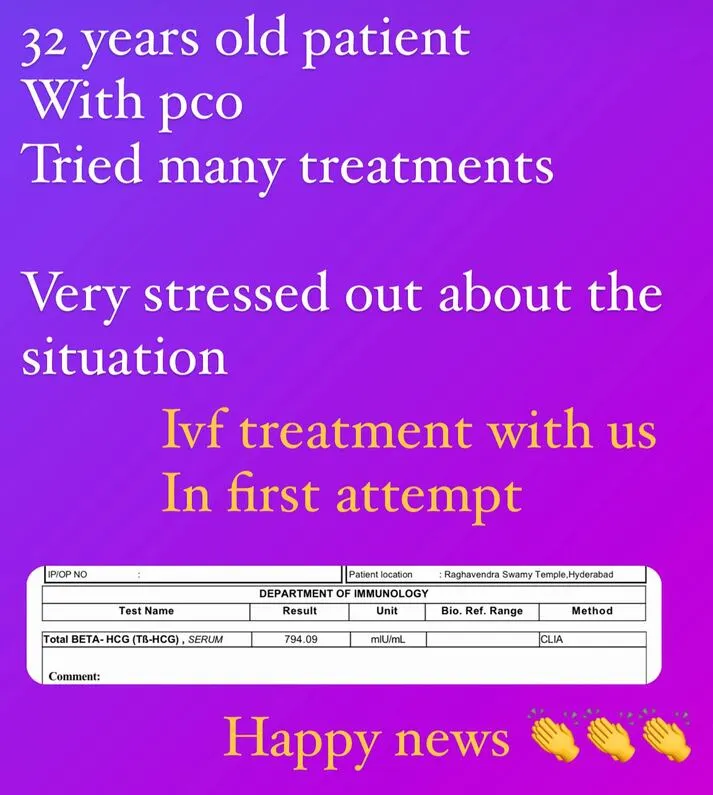 32 years old patient
With pco
Tried many treatments
Very stressed out about the
situation
Ivf treatment with us
In first attempt
IP/OP NO : Patient location : Raghavendra Swamy Temple,Hyderabad
DEPARTMENT OF IMMUNOLOGY
Test Name Result Unit Bio. Ref. Range Method
Total BETA- HCG (Tß-HCG) , SERUM 794.09 mIU/mL CLIA
Comment:
Happy news 👏👏👏